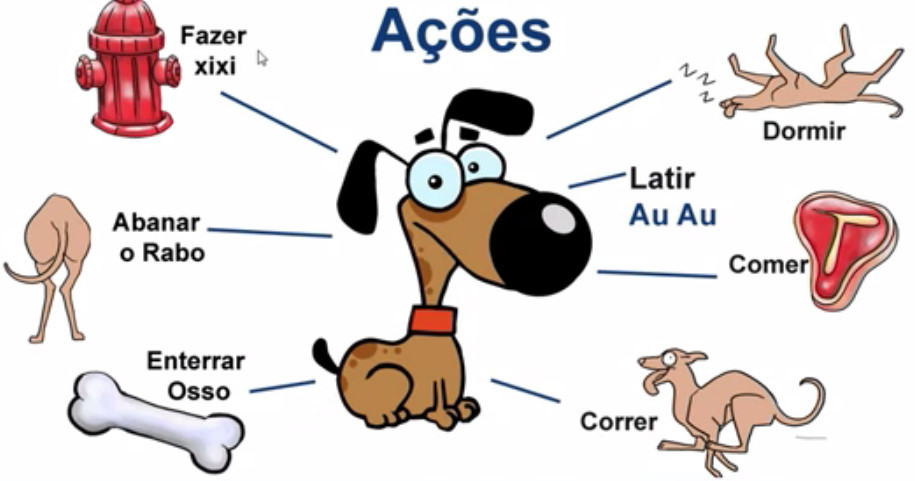 Ações
Fazer
xixi
Dormir
Latir
Au Au
Abanar
o Rabo
Comer
Enterrar
Osso
Correr